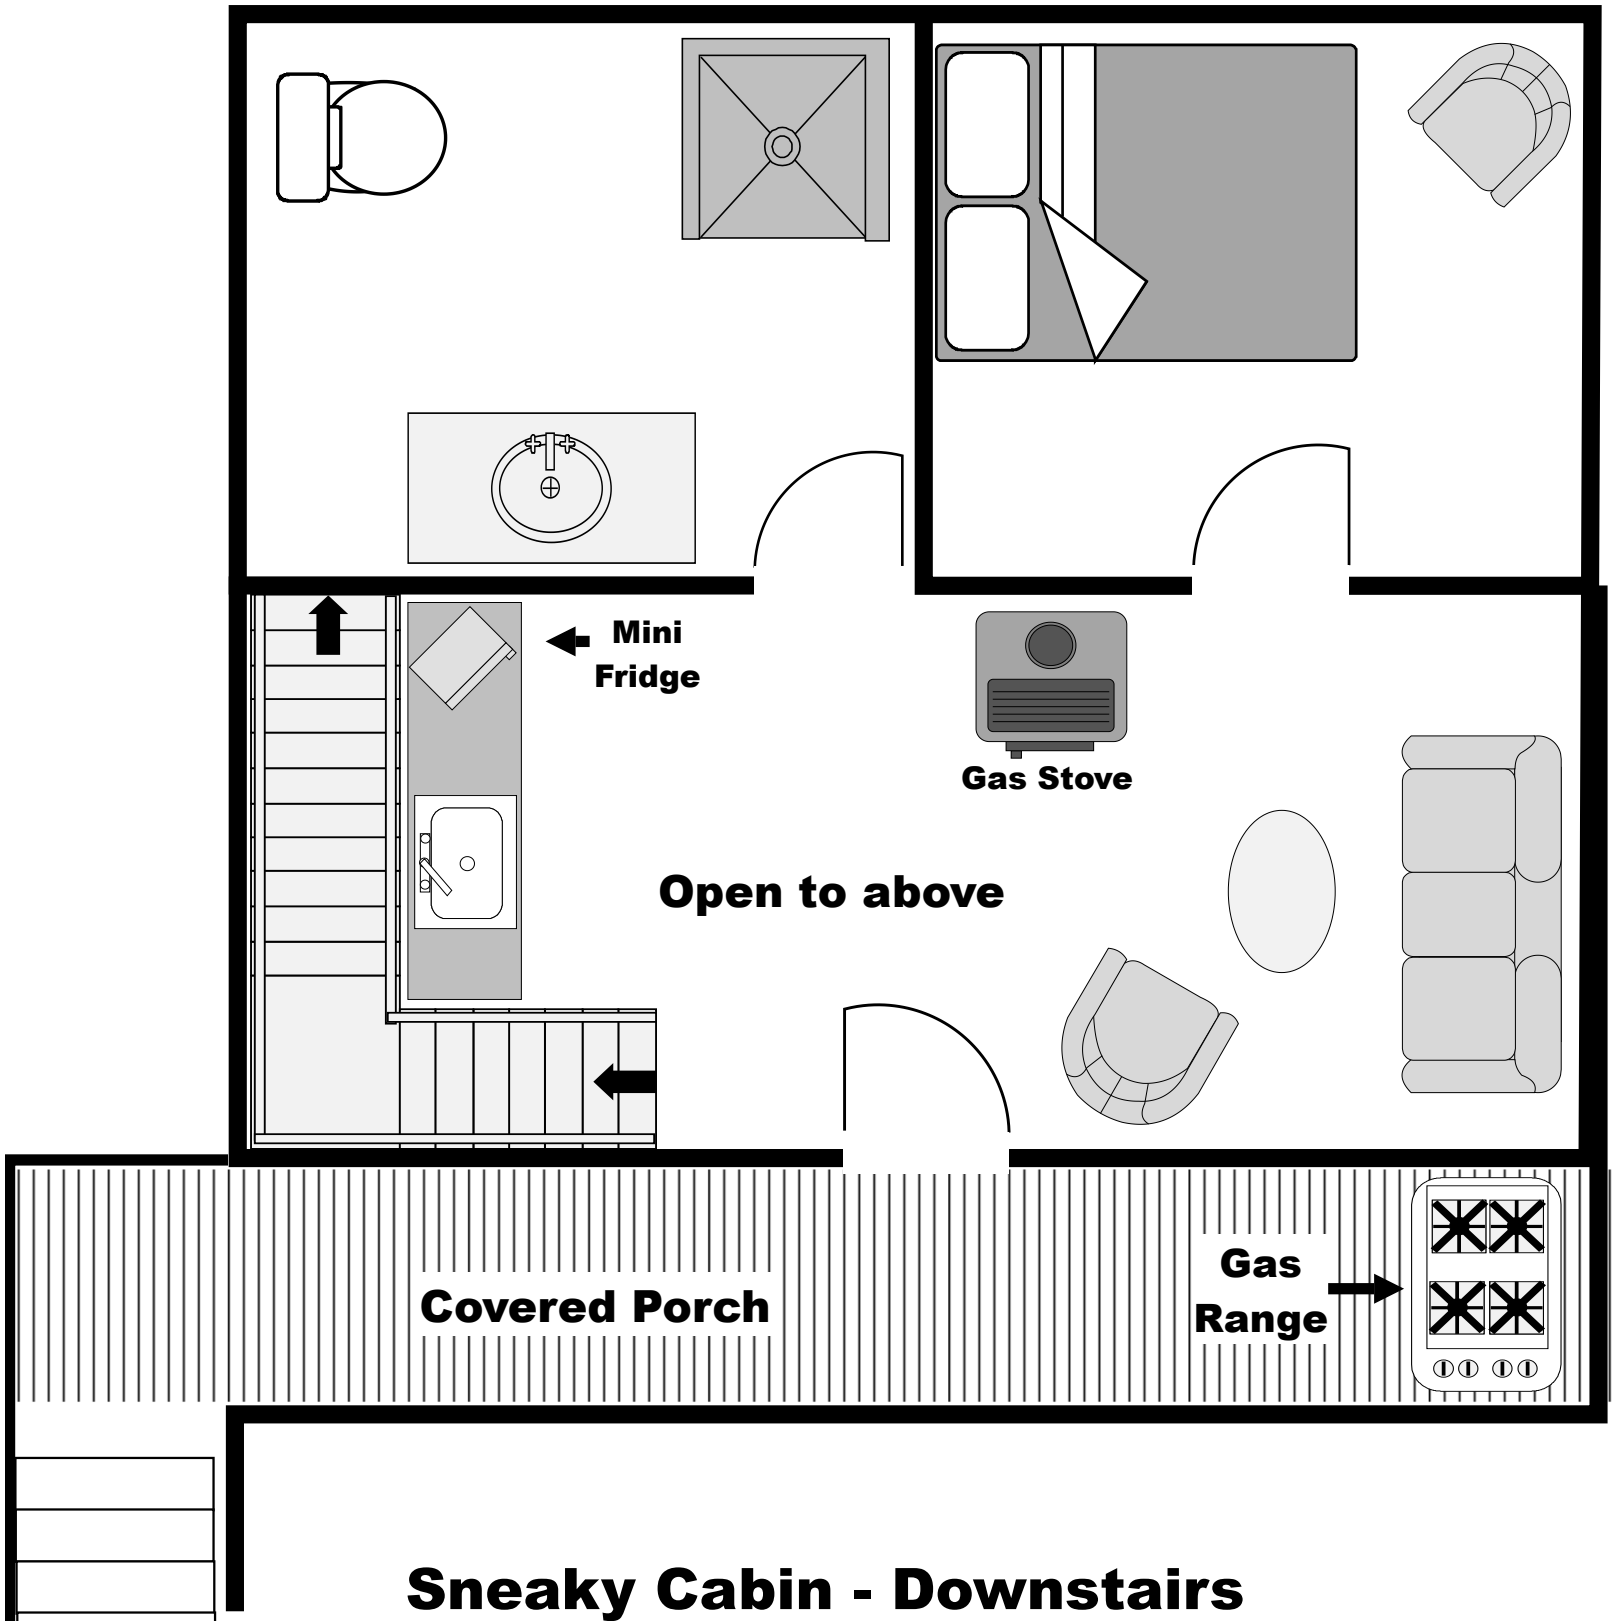 Mini
Fridge
Gas Stove
Open to above
Gas
Range
Covered Porch
Sneaky Cabin - Downstairs